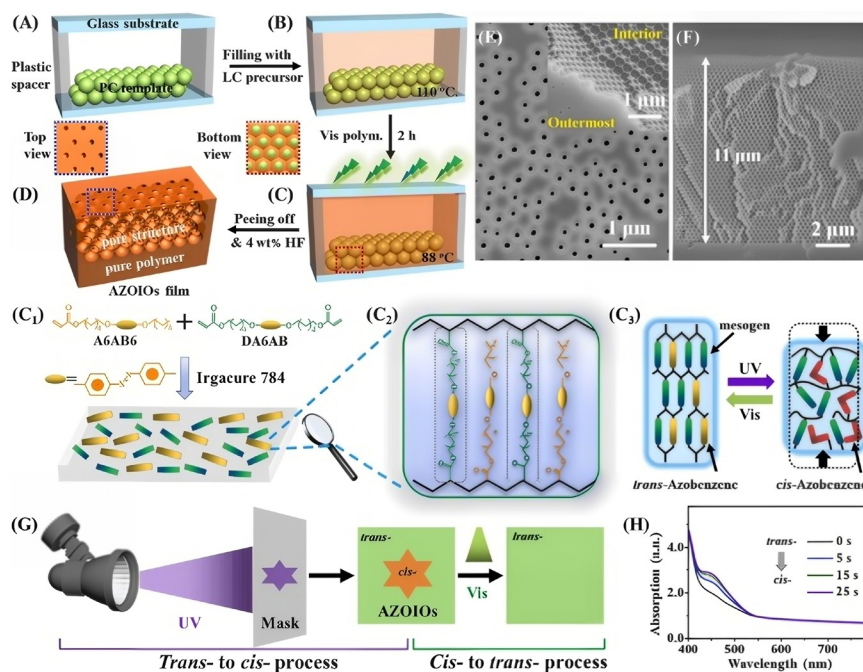 (A)
Glass substrate
Plastic
spacer
PC template
Filling with
LC precursor
(B)
110 °C.
Vis polym.
2 h
Top
view
Bottom
view
(C)
88 °C
Peeing off
& 4 wt% HF
(D)
pure structure
pure polymer
AZOIOs film
(E)
Interior
1 μm
Outermost
1 μm
(F)
11 μm
2 μm
(C₁)
A6AB6
+
DA6AB
Irgacure 784
(C₂)
(C₃)
mesogen
UV
Vis
trans-Azobenzene
cis-Azobenzene
(G)
UV
Mask
trans-
cis-
AZOIOs
Vis
trans-
Trans- to cis- process
Cis- to trans- process
(H)
Absorption (a.u.)
4.0
2.0
0.0
trans-
cis-
0 s
5 s
15 s
25 s
400 500 600 700
Wavelength (nm)